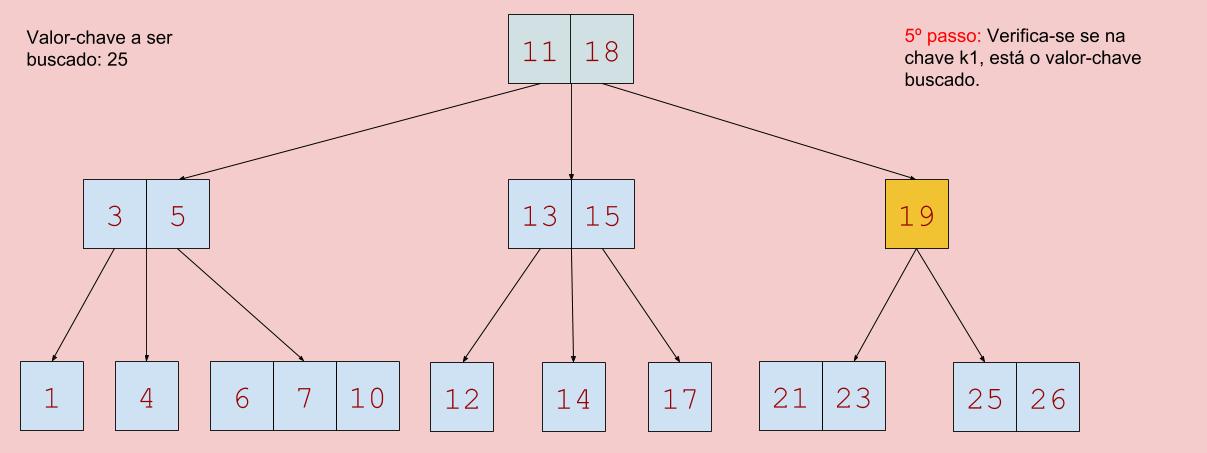 Valor-chave a ser
buscado: 25
11 18
5º passo: Verifica-se se na
chave k1, está o valor-chave
buscado.
3 5
13 15
19
1
4
6 7 10
12
14
17
21 23
25 26